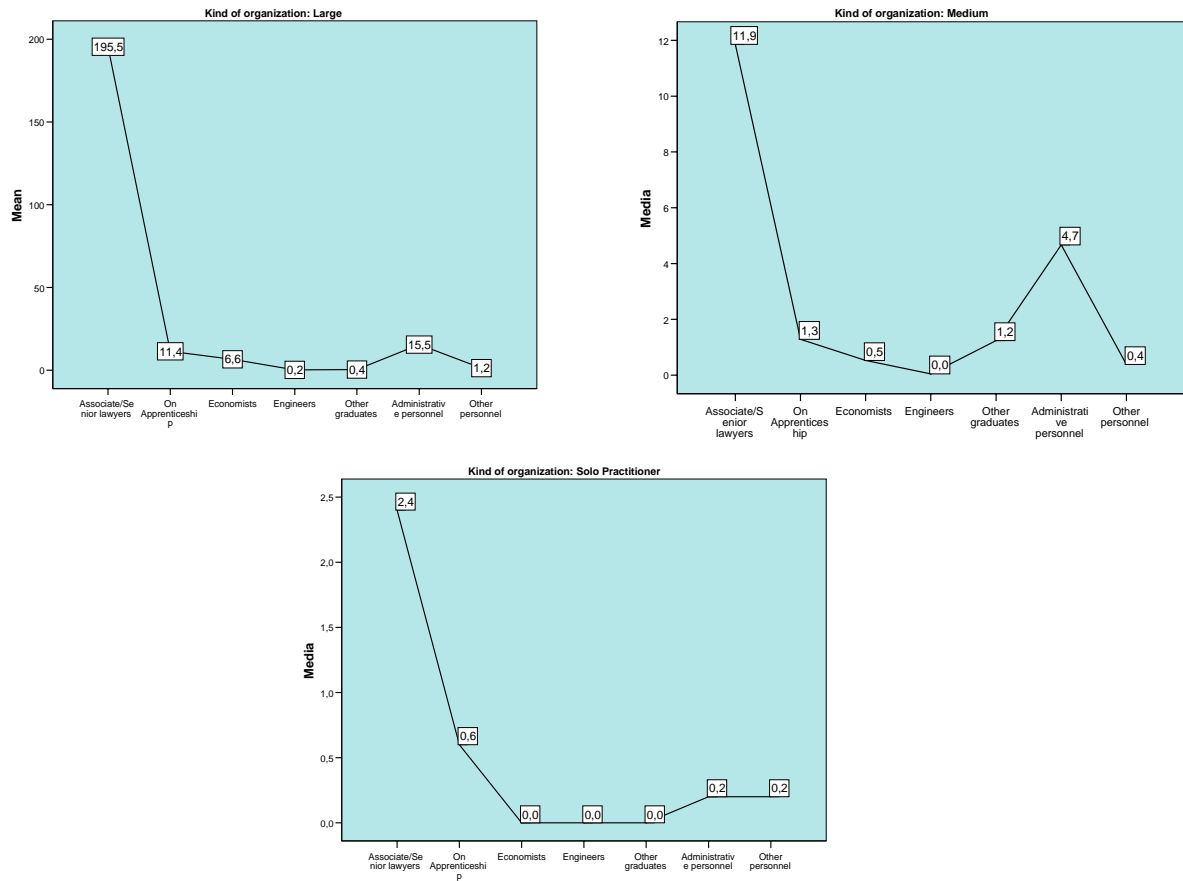 Kind of organization: Large
Mean
200
150
100
50
0
195,5
11,4
6,6
0,2
0,4
15,5
1,2
Associate/Se
nior lawyers
On
Apprenticeshi
p
Economists
Engineers
Other
graduates
Administrativ
e personnel
Other
personnel
Kind of organization: Medium
Media
12
10
8
6
4
2
0
11,9
1,3
0,5
0,0
1,2
4,7
0,4
Associate/S
enior
lawyers
On
Apprentices
hip
Economists
Engineers
Other
graduates
Administrati
ve
personnel
Other
personnel
Kind of organization: Solo Practitioner
Media
2,5
2,0
1,5
1,0
0,5
0,0
2,4
0,6
0,0
0,0
0,0
0,2
0,2
Associate/Se
nior lawyers
On
Apprenticeshi
p
Economists
Engineers
Other
graduates
Administrativ
e personnel
Other
personnel